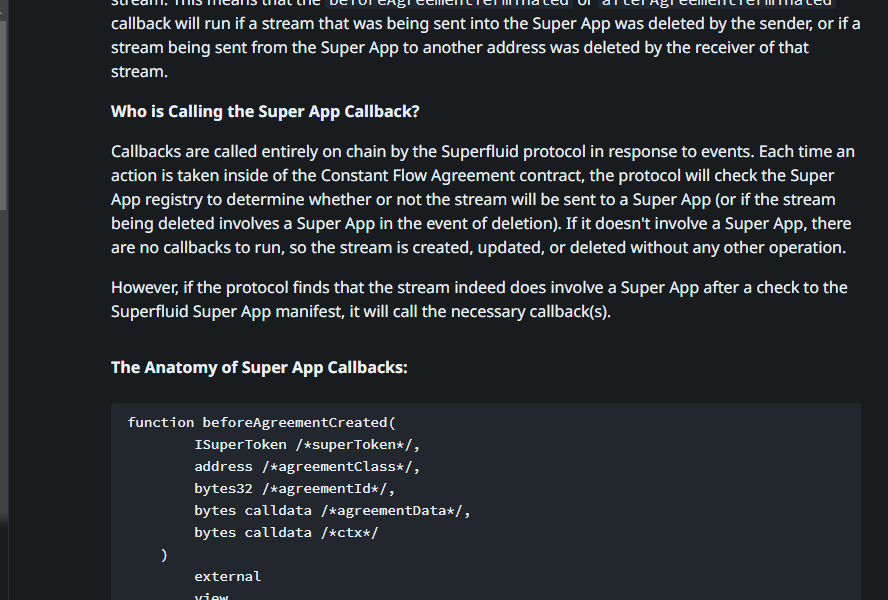 stream. This means that the beforeAgreementTerminated or afterAgreementTerminated
callback will run if a stream that was being sent into the Super App was deleted by the sender, or if a
stream being sent from the Super App to another address was deleted by the receiver of that
stream.
Who is Calling the Super App Callback?
Callbacks are called entirely on chain by the Superfluid protocol in response to events. Each time an
action is taken inside of the Constant Flow Agreement contract, the protocol will check the Super
App registry to determine whether or not the stream will be sent to a Super App (or if the stream
being deleted involves a Super App in the event of deletion). If it doesn't involve a Super App, there
are no callbacks to run, so the stream is created, updated, or deleted without any other operation.
However, if the protocol finds that the stream indeed does involve a Super App after a check to the
Superfluid Super App manifest, it will call the necessary callback(s).
The Anatomy of Super App Callbacks:
function beforeAgreementCreated(
ISuperToken /*superToken*/,
address /*agreementClass*/,
bytes32 /*agreementId*/,
bytes calldata /*agreementData*/,
bytes calldata /*ctx*/
)
external
view